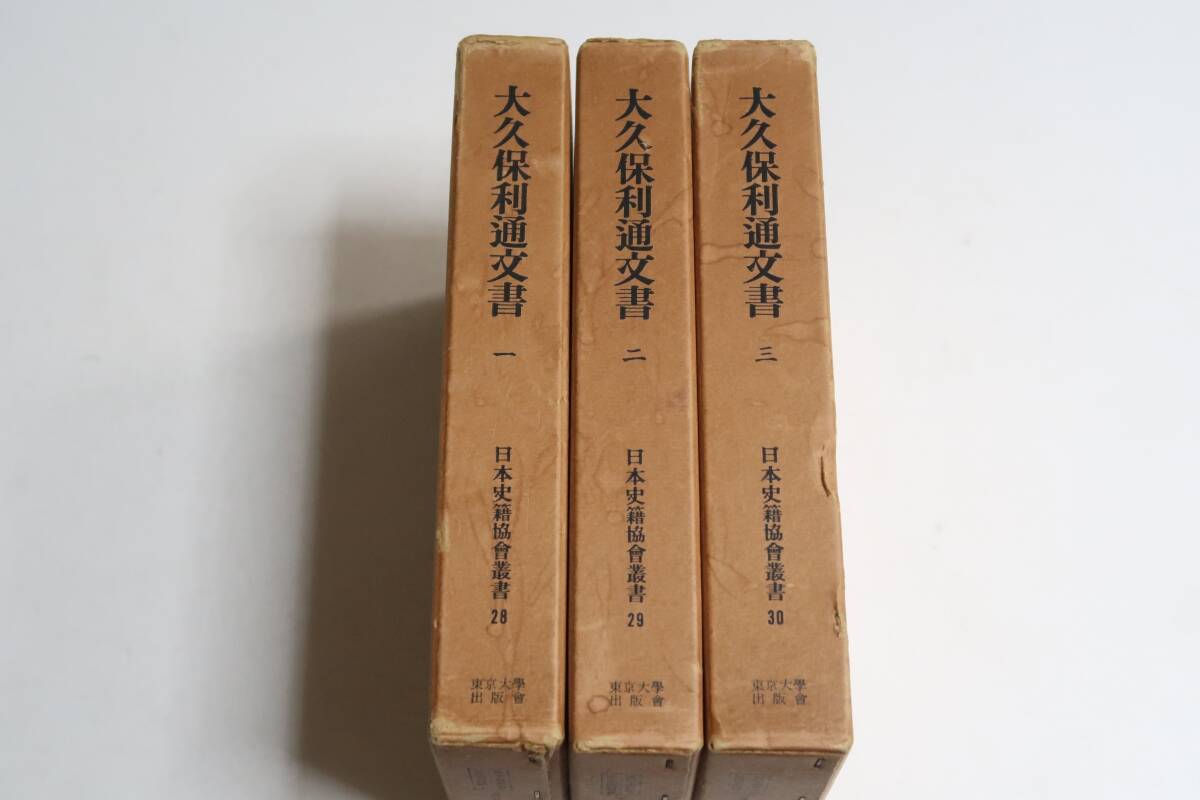 大久保利通文書
一
日本史籍協會叢書
28
東京大學
出版會
大久保利通文書
二
日本史籍協會叢書
29
東京大學
出版會
大久保利通文書
三
日本史籍協會叢書
30
東京大學
出版會